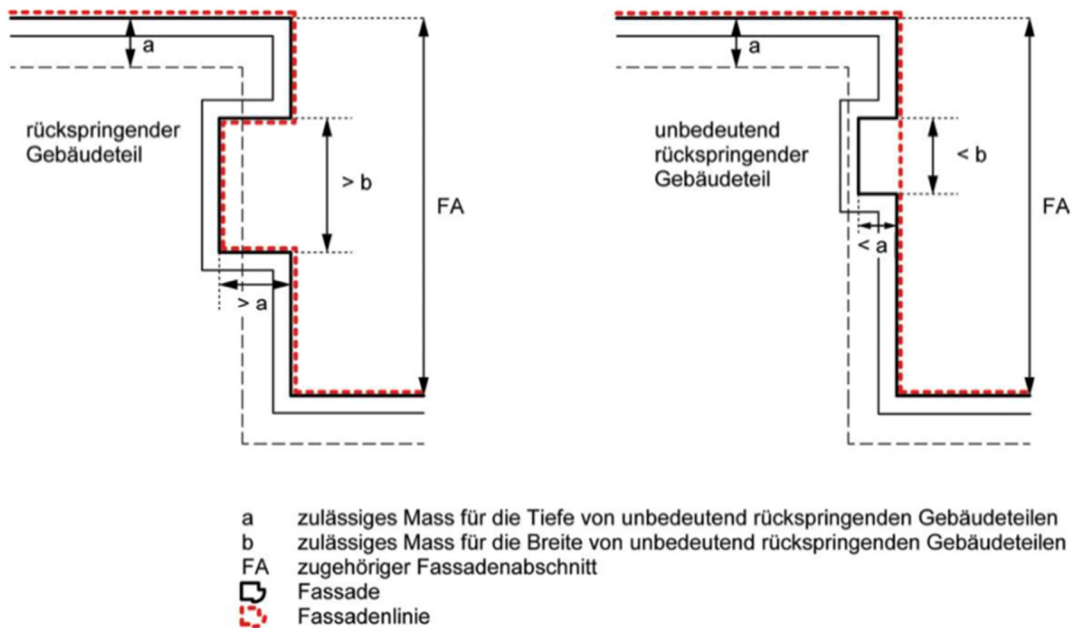 a
rückspringender
Gebäudeteil
> b
FA
> a
a
unbedeutend
rückspringender
Gebäudeteil
< b
FA
< a
a zulässiges Mass für die Tiefe von unbedeutend rückspringenden Gebäudeteilen
b zulässiges Mass für die Breite von unbedeutend rückspringenden Gebäudeteilen
FA zugehöriger Fassadenabschnitt
Fassade
Fassadenlinie